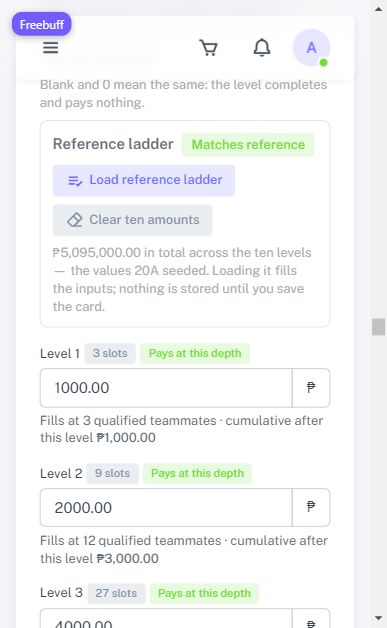 Freebuff
A
Blank and 0 mean the same: the level completes
and pays nothing.
Reference ladder
Matches reference
Load reference ladder
Clear ten amounts
₱5,095,000.00 in total across the ten levels
— the values 20A seeded. Loading it fills
the inputs; nothing is stored until you save
the card.
Level 1 3 slots Pays at this depth
1000.00 ₱
Fills at 3 qualified teammates · cumulative after
this level ₱1,000.00
Level 2 9 slots Pays at this depth
2000.00 ₱
Fills at 12 qualified teammates · cumulative after
this level ₱3,000.00
Level 3 27 slots Pays at this depth
4000.00 ₱